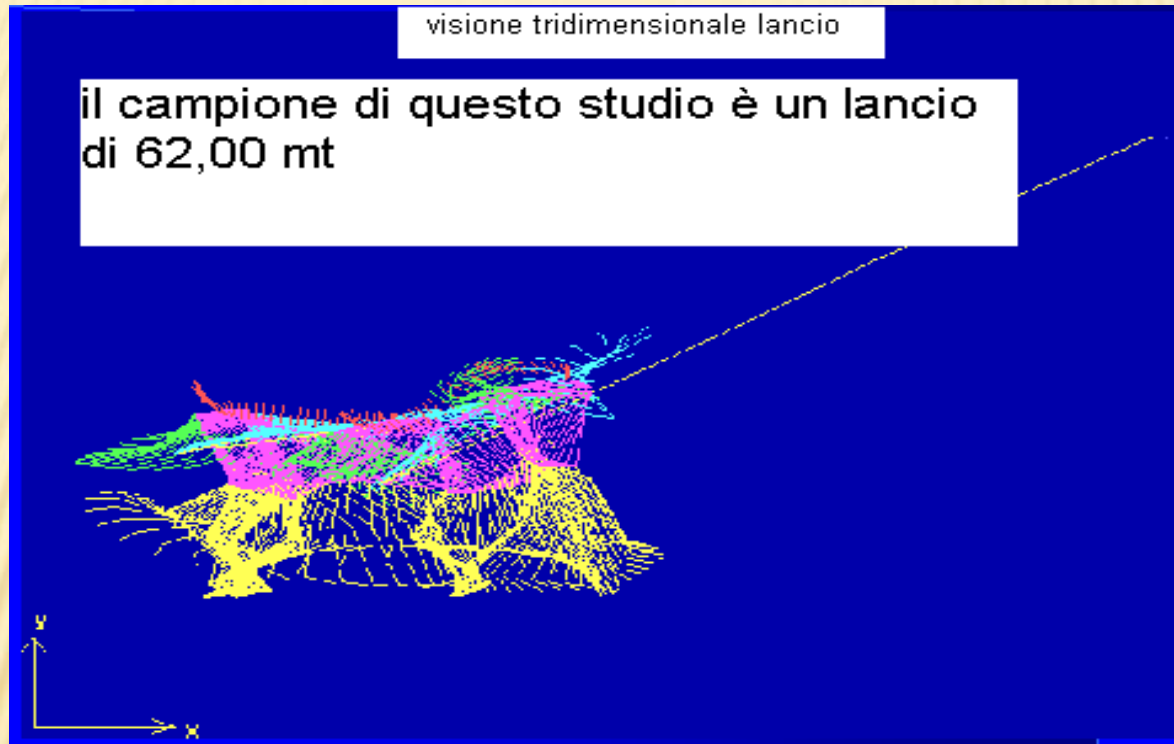 visione tridimensionale lancio
il campione di questo studio è un lancio
di 62,00 mt
y
x